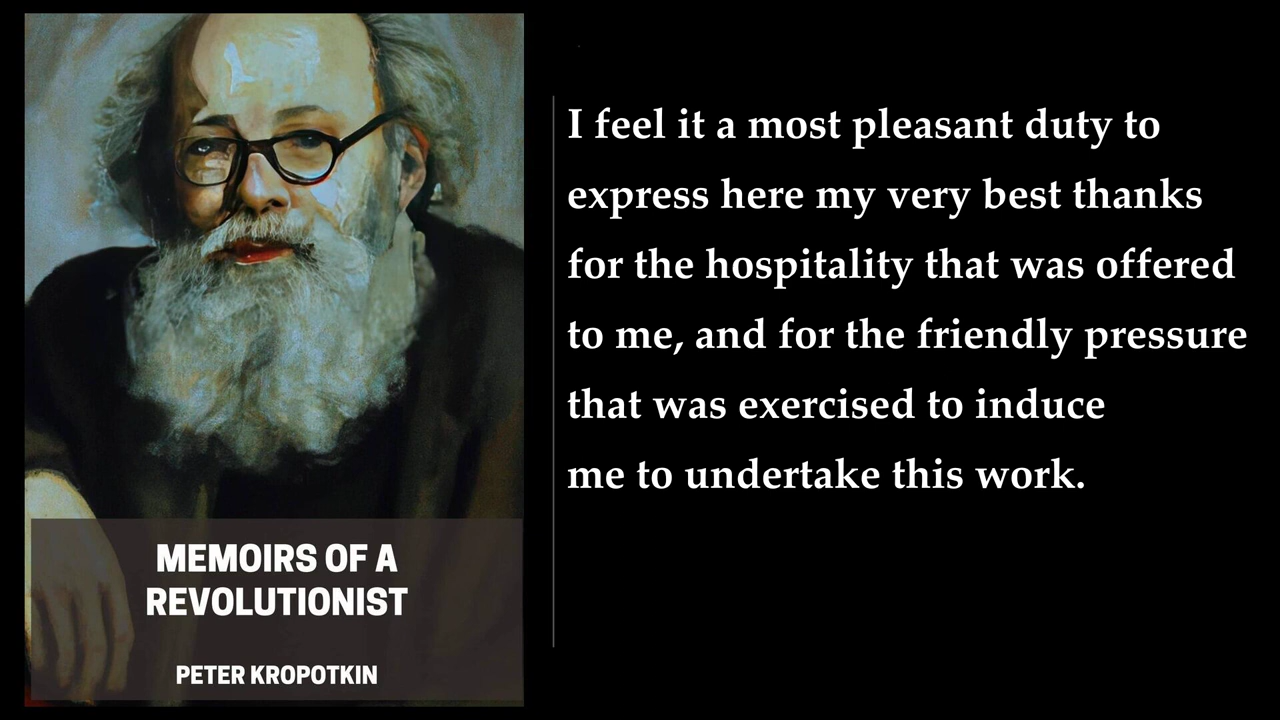 MEMOIRS OF A
REVOLUTIONIST
PETER KROPOTKIN
I feel it a most pleasant duty to
express here my very best thanks
for the hospitality that was offered
to me, and for the friendly pressure
that was exercised to induce
me to undertake this work.